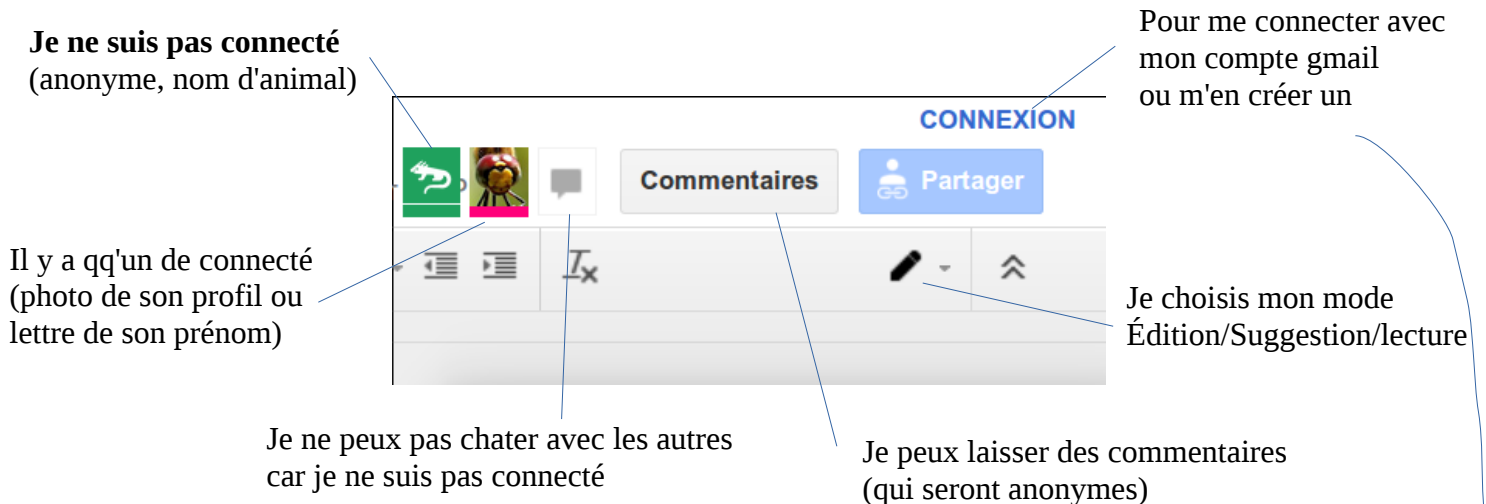 Je ne suis pas connecté
(anonyme, nom d'animal)
Pour me connecter avec
mon compte gmail
ou m'en créer un
CONNEXION
Commentaires
Partager
Il y a qq'un de connecté
(photo de son profil ou
lettre de son prénom)
Je choisis mon mode
Édition/Suggestion/lecture
Je ne peux pas chater avec les autres
car je ne suis pas connecté
Je peux laisser des commentaires
(qui seront anonymes)